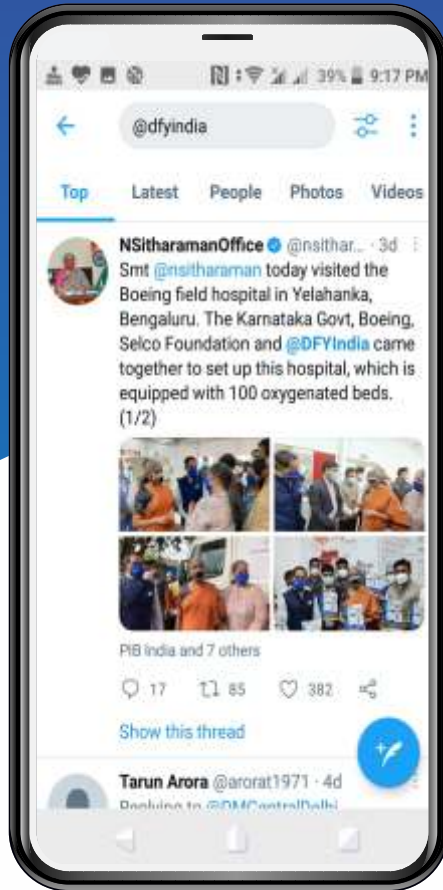 39% 9:17 PM
@dfyindia
Top Latest People Photos Videos
NSitharamanOffice @nsithar... · 3d
Smt @nsitharaman today visited the
Boeing field hospital in Yelahanka,
Bengaluru. The Karnataka Govt, Boeing,
Selco Foundation and @DFYIndia came
together to set up this hospital, which is
equipped with 100 oxygenated beds.
(1/2)
PIB India and 7 others
17 85 382
Show this thread
Tarun Arora @arorat1971 · 4d
Replying to @DMCentralDelhi